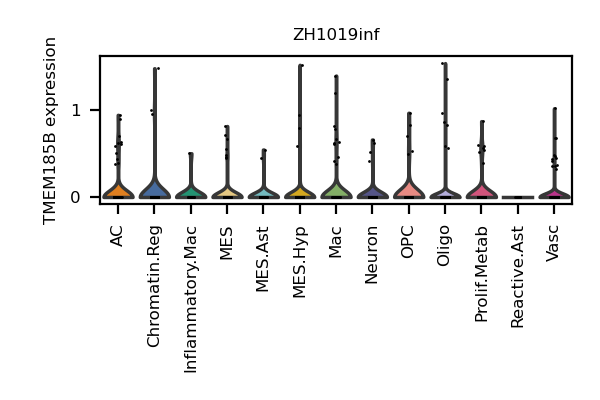 ZH1019inf
TMEM185B expression
1
0
AC
Chromatin.Reg
Inflammatory.Mac
MES
MES.Ast
MES.Hyp
Mac
Neuron
OPC
Oligo
Prolif.Metab
Reactive.Ast
Vasc